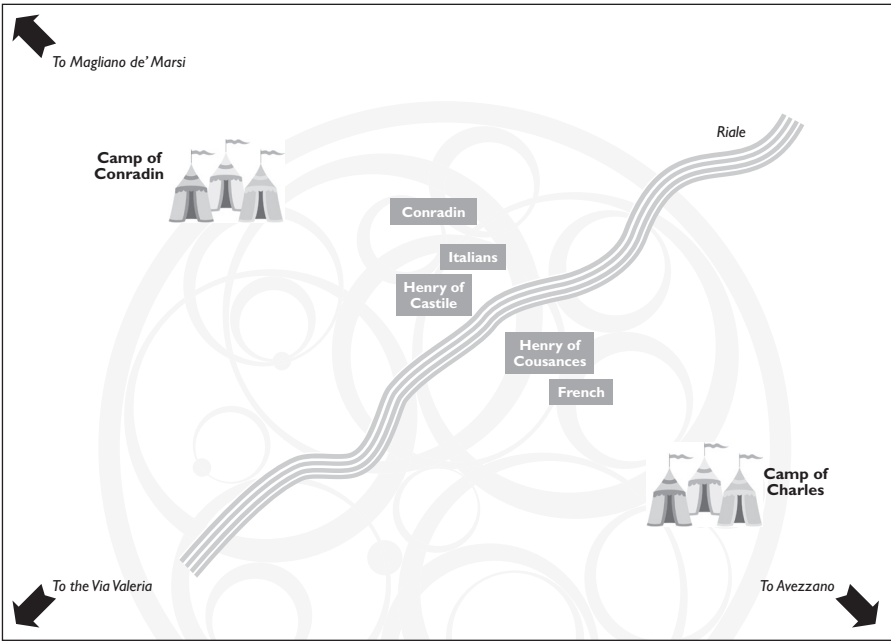 To Magliano de' Marsi
Riale
Camp of
Conradin
Conradin
Italians
Henry of
Castile
Henry of
Cousances
French
Camp of
Charles
To the Via Valeria
To Avezzano